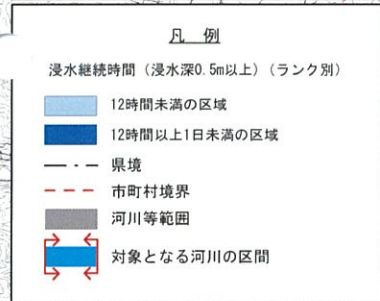 凡 例
浸水継続時間（浸水深0.5m以上）（ランク別）
12時間未満の区域
12時間以上1日未満の区域
県境
市町村境界
河川等範囲
対象となる河川の区間